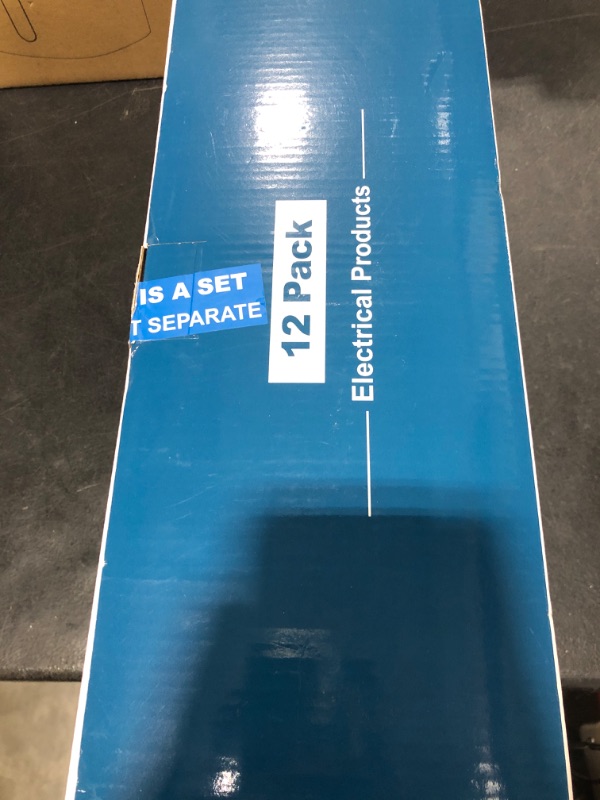 IS A SET
T SEPARATE
12 Pack
Electrical Products